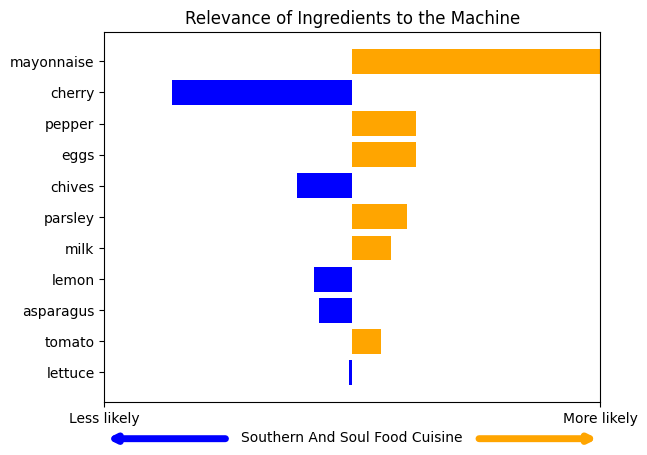 Relevance of Ingredients to the Machine
mayonnaise
cherry
pepper
eggs
chives
parsley
milk
lemon
asparagus
tomato
lettuce
Less likely More likely
Southern And Soul Food Cuisine